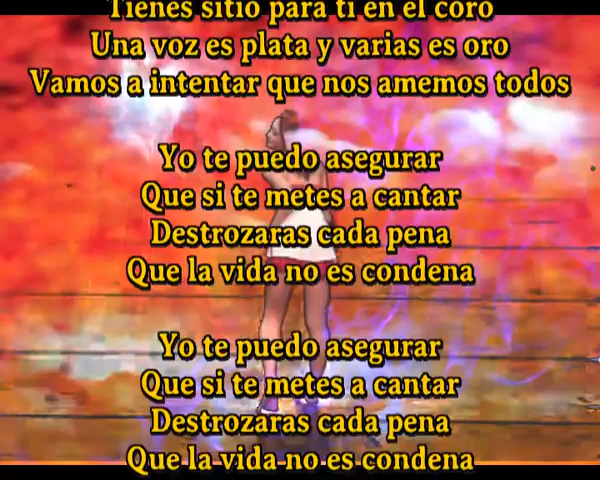 Tienes sitio para ti en el coro
Una voz es plata y varias es oro
Vamos a intentar que nos amemos todos
Yo te puedo asegurar
Que si te metes a cantar
Destrozaras cada pena
Que la vida no es condena
Yo te puedo asegurar
Que si te metes a cantar
Destrozaras cada pena
Que la vida no es condena